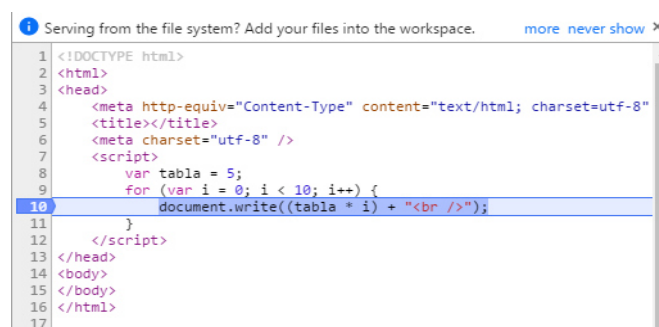 Serving from the file system? Add your files into the workspace. more never show ×
1 <!DOCTYPE html>
2 <html>
3 <head>
4 <meta http-equiv="Content-Type" content="text/html; charset=utf-8"
5 <title></title>
6 <meta charset="utf-8" />
7 <script>
8 var tabla = 5;
9 for (var i = 0; i < 10; i++) {
10 document.write((tabla * i) + "<br />");
11 }
12 </script>
13 </head>
14 <body>
15 </body>
16 </html>
17